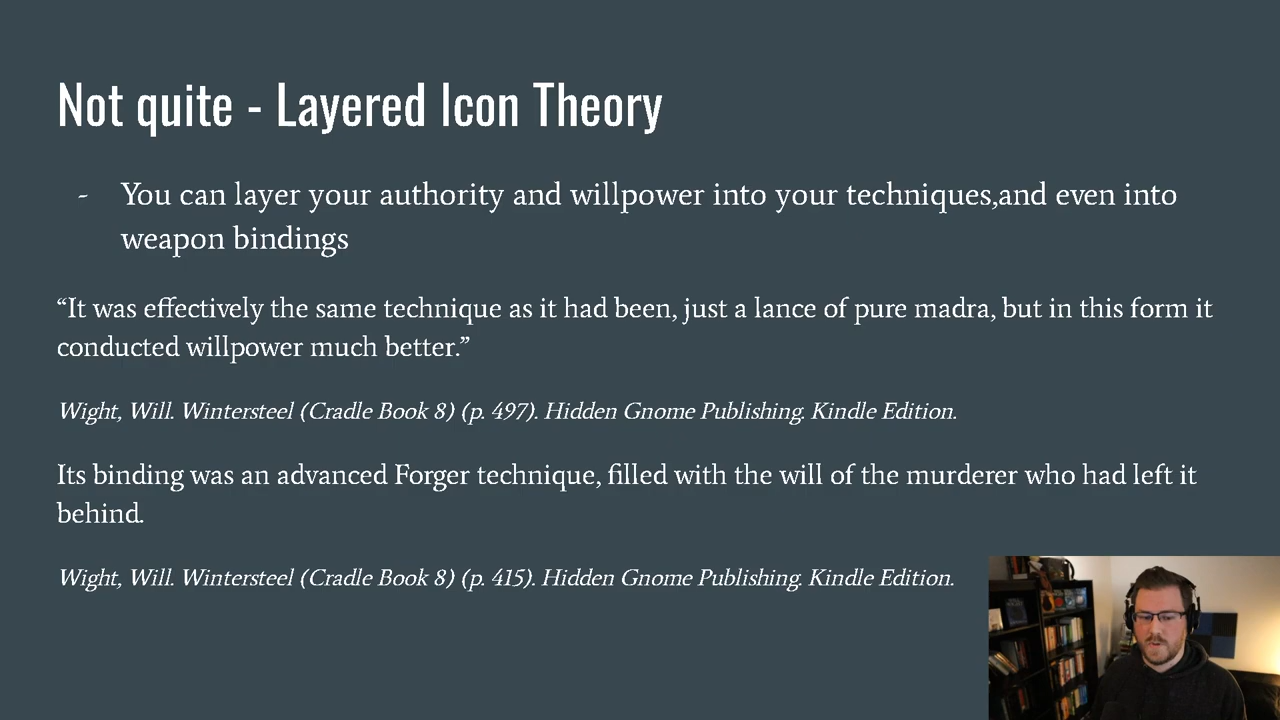 Not quite - Layered Icon Theory
- You can layer your authority and willpower into your techniques,and even into
weapon bindings
“It was effectively the same technique as it had been, just a lance of pure madra, but in this form it
conducted willpower much better.”
Wight, Will. Wintersteel (Cradle Book 8) (p. 497). Hidden Gnome Publishing. Kindle Edition.
Its binding was an advanced Forger technique, filled with the will of the murderer who had left it
behind.
Wight, Will. Wintersteel (Cradle Book 8) (p. 415). Hidden Gnome Publishing. Kindle Edition.